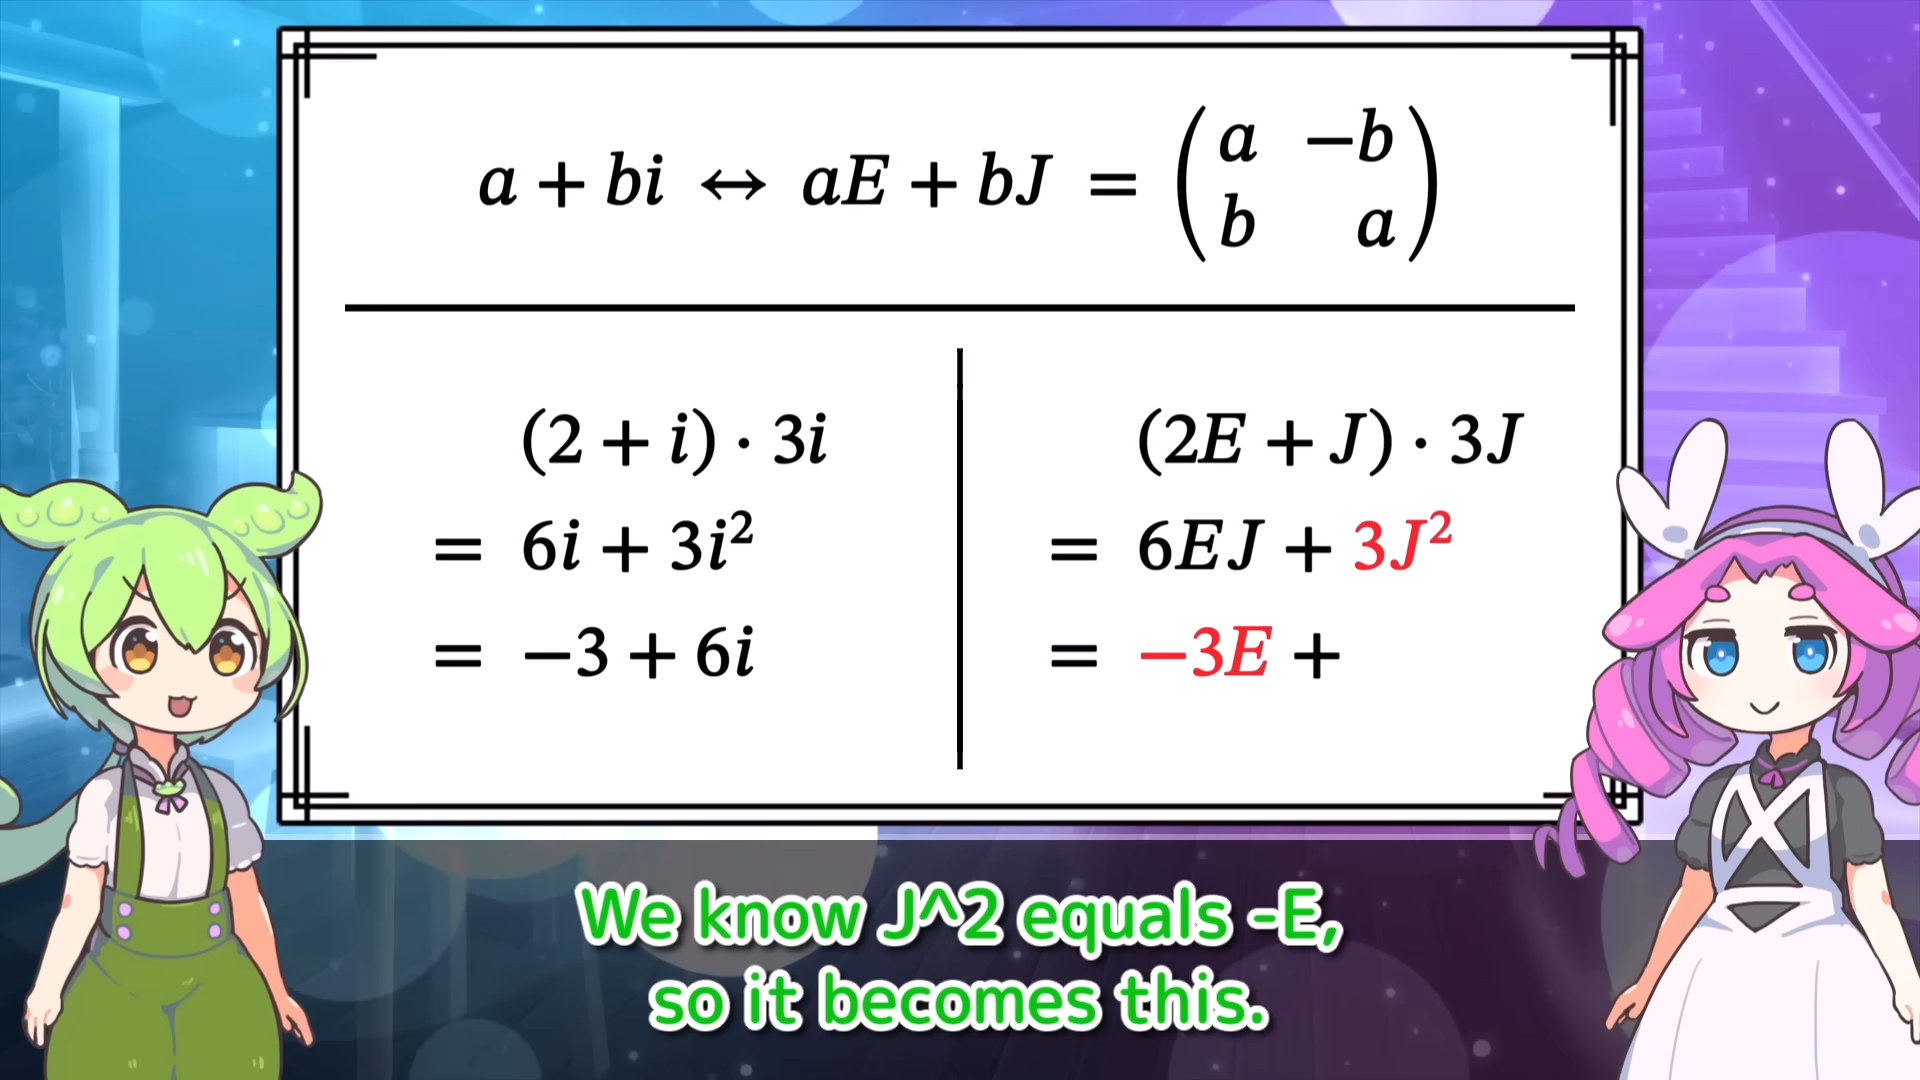 a + bi ↔ aE + bJ = (a −b
b a)
(2 + i) · 3i
= 6i + 3i²
= −3 + 6i
(2E + J) · 3J
= 6EJ + 3J²
= −3E +
We know J^2 equals -E,
so it becomes this.